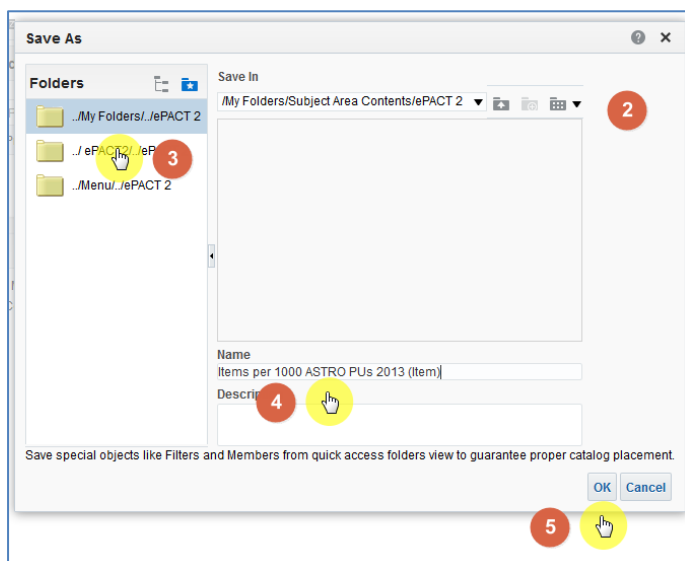 Save As
Folders
Save In
/My Folders/Subject Area Contents/ePACT 2
2
../My Folders/../ePACT 2
3
../Menu/../ePACT 2
Name
Items per 1000 ASTRO PUs 2013 (Item)
4
Save special objects like Filters and Members from quick access folders view to guarantee proper catalog placement.
OK Cancel
5